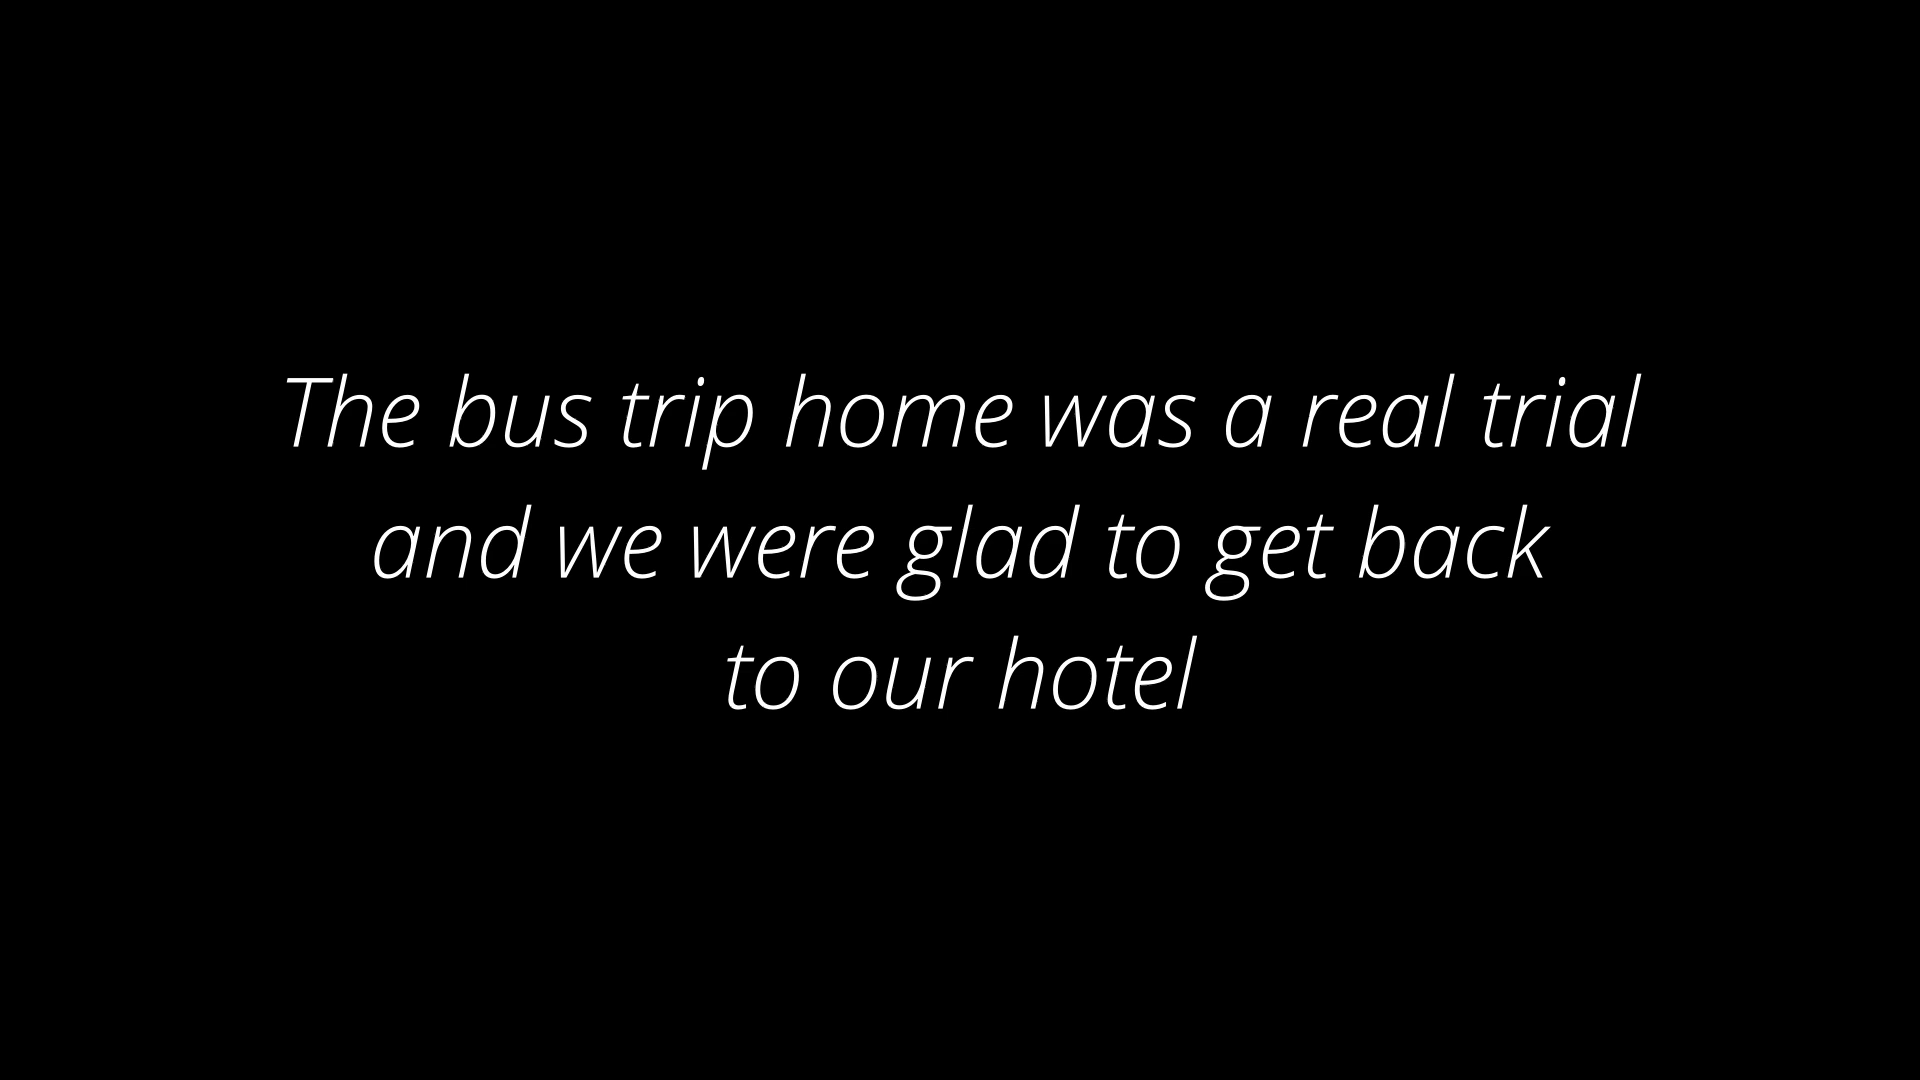 The bus trip home was a real trial
and we were glad to get back
to our hotel